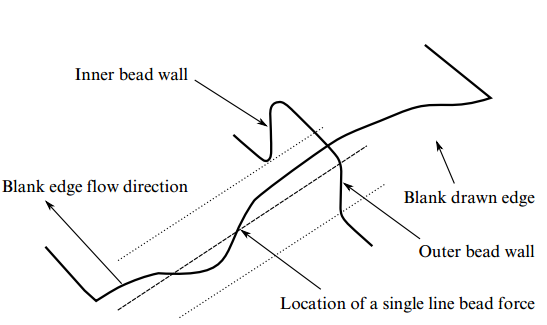 Inner bead wall
Blank edge flow direction
Blank drawn edge
Outer bead wall
Location of a single line bead force